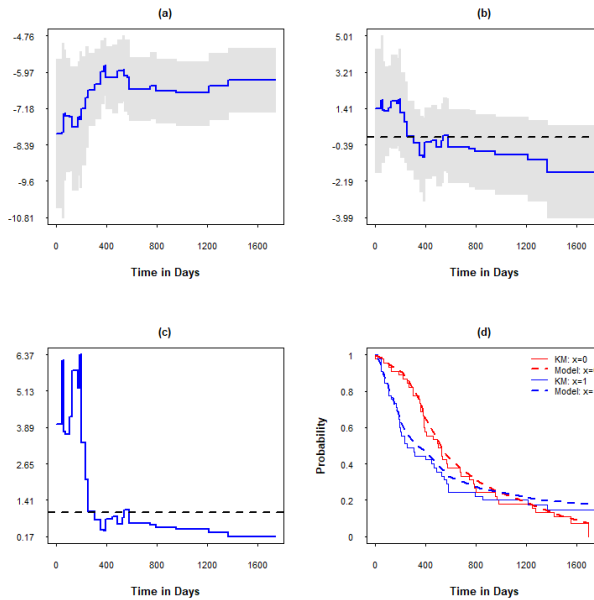 (a)
-4.76
-5.97
-7.18
-8.39
-9.6
-10.81
0 400 800 1200 1600
Time in Days
(b)
5.01
3.21
1.41
-0.39
-2.19
-3.99
0 400 800 1200 1600
Time in Days
(c)
6.37
5.13
3.89
2.65
1.41
0.17
0 400 800 1200 1600
Time in Days
(d)
Probability
1
0.8
0.6
0.4
0.2
0
KM: x=0
Model: x=
KM: x=1
Model: x=
0 400 800 1200 1600
Time in Days